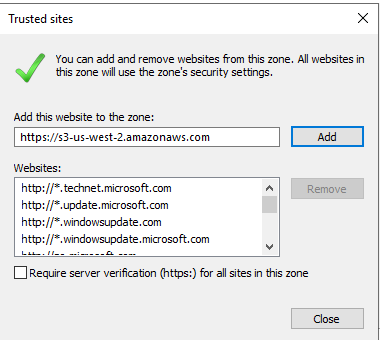 Trusted sites
You can add and remove websites from this zone. All websites in
this zone will use the zone's security settings.
Add this website to the zone:
https://s3-us-west-2.amazonaws.com
Add
Websites:
http://*.technet.microsoft.com
Remove
http://*.update.microsoft.com
http://*.windowsupdate.com
http://*.windowsupdate.microsoft.com
Require server verification (https:) for all sites in this zone
Close